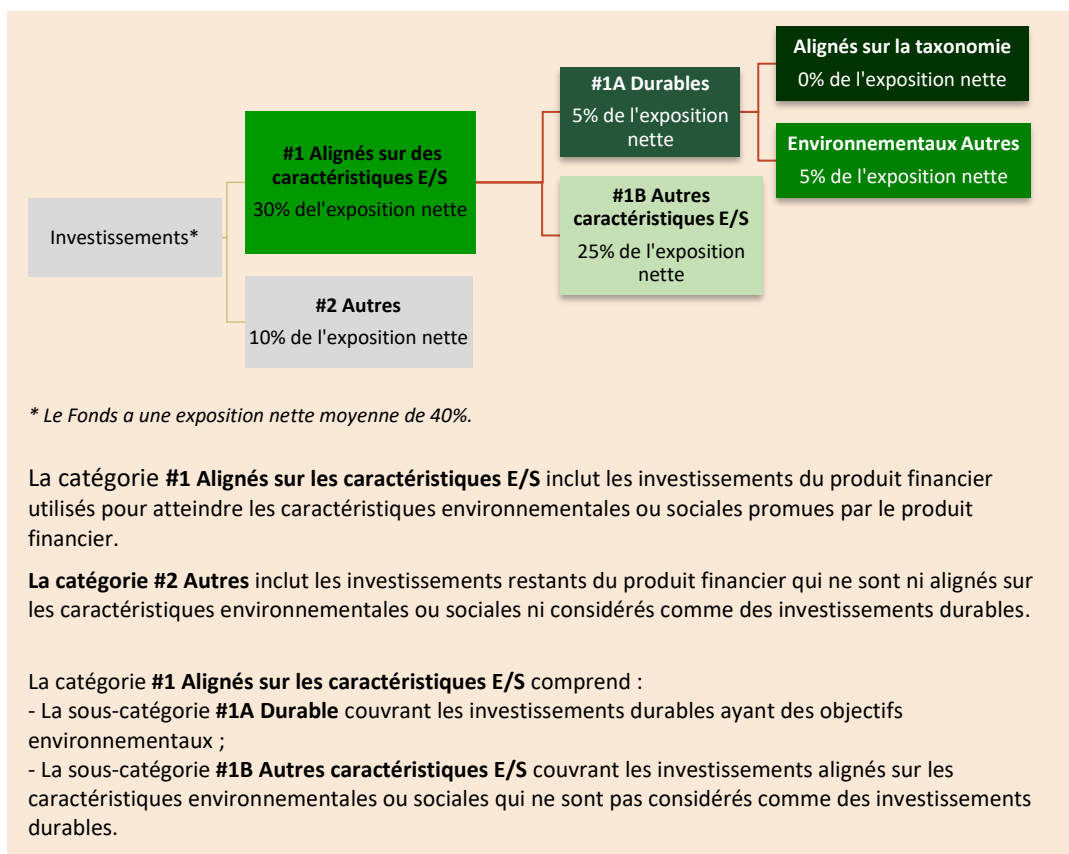 Investissements*
#1 Alignés sur des
caractéristiques E/S
30% del'exposition nette
#2 Autres
10% de l'exposition nette
#1A Durables
5% de l'exposition
nette
#1B Autres
caractéristiques E/S
25% de l'exposition
nette
Alignés sur la taxonomie
0% de l'exposition nette
Environnementaux Autres
5% de l'exposition nette
* Le Fonds a une exposition nette moyenne de 40%.
La catégorie #1 Alignés sur les caractéristiques E/S inclut les investissements du produit financier
utilisés pour atteindre les caractéristiques environnementales ou sociales promues par le produit
financier.
La catégorie #2 Autres inclut les investissements restants du produit financier qui ne sont ni alignés sur
les caractéristiques environnementales ou sociales ni considérés comme des investissements durables.
La catégorie #1 Alignés sur les caractéristiques E/S comprend :
- La sous-catégorie #1A Durable couvrant les investissements durables ayant des objectifs
environnementaux ;
- La sous-catégorie #1B Autres caractéristiques E/S couvrant les investissements alignés sur les
caractéristiques environnementales ou sociales qui ne sont pas considérés comme des investissements
durables.